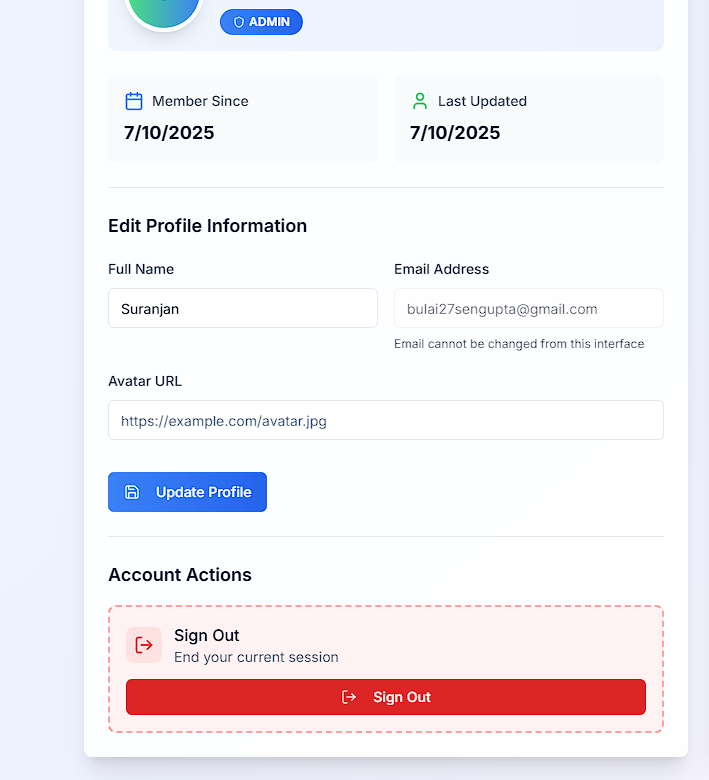 ADMIN
Member Since
7/10/2025
Last Updated
7/10/2025
Edit Profile Information
Full Name
Suranjan
Email Address
bulai27sengupta@gmail.com
Email cannot be changed from this interface
Avatar URL
https://example.com/avatar.jpg
Update Profile
Account Actions
Sign Out
End your current session
Sign Out